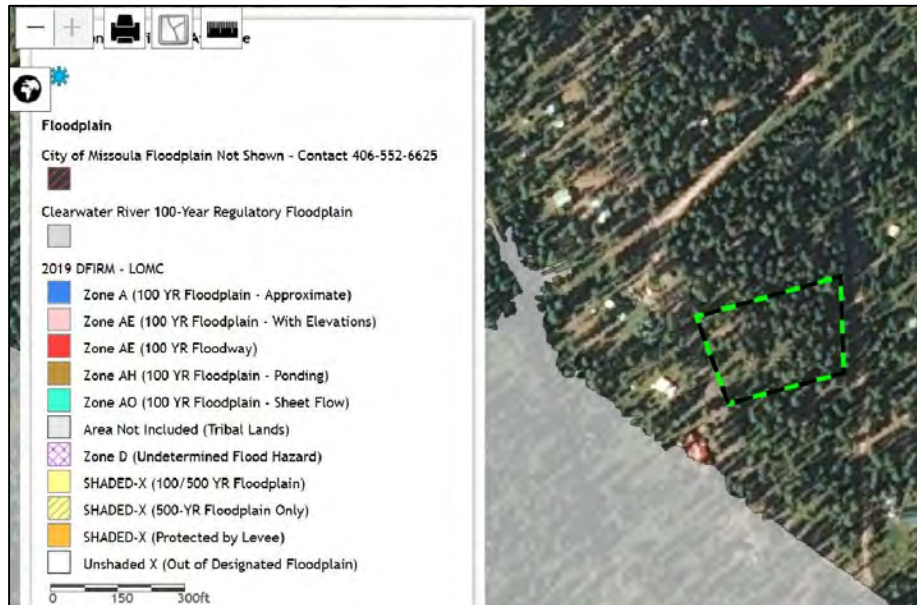 Floodplain
City of Missoula Floodplain Not Shown - Contact 406-552-6625
Clearwater River 100-Year Regulatory Floodplain
2019 DFIRM - LOMC
Zone A (100 YR Floodplain - Approximate)
Zone AE (100 YR Floodplain - With Elevations)
Zone AE (100 YR Floodway)
Zone AH (100 YR Floodplain - Ponding)
Zone AO (100 YR Floodplain - Sheet Flow)
Area Not Included (Tribal Lands)
Zone D (Undetermined Flood Hazard)
SHADED-X (100/500 YR Floodplain)
SHADED-X (500-YR Floodplain Only)
SHADED-X (Protected by Levee)
Unshaded X (Out of Designated Floodplain)
0 150 300ft